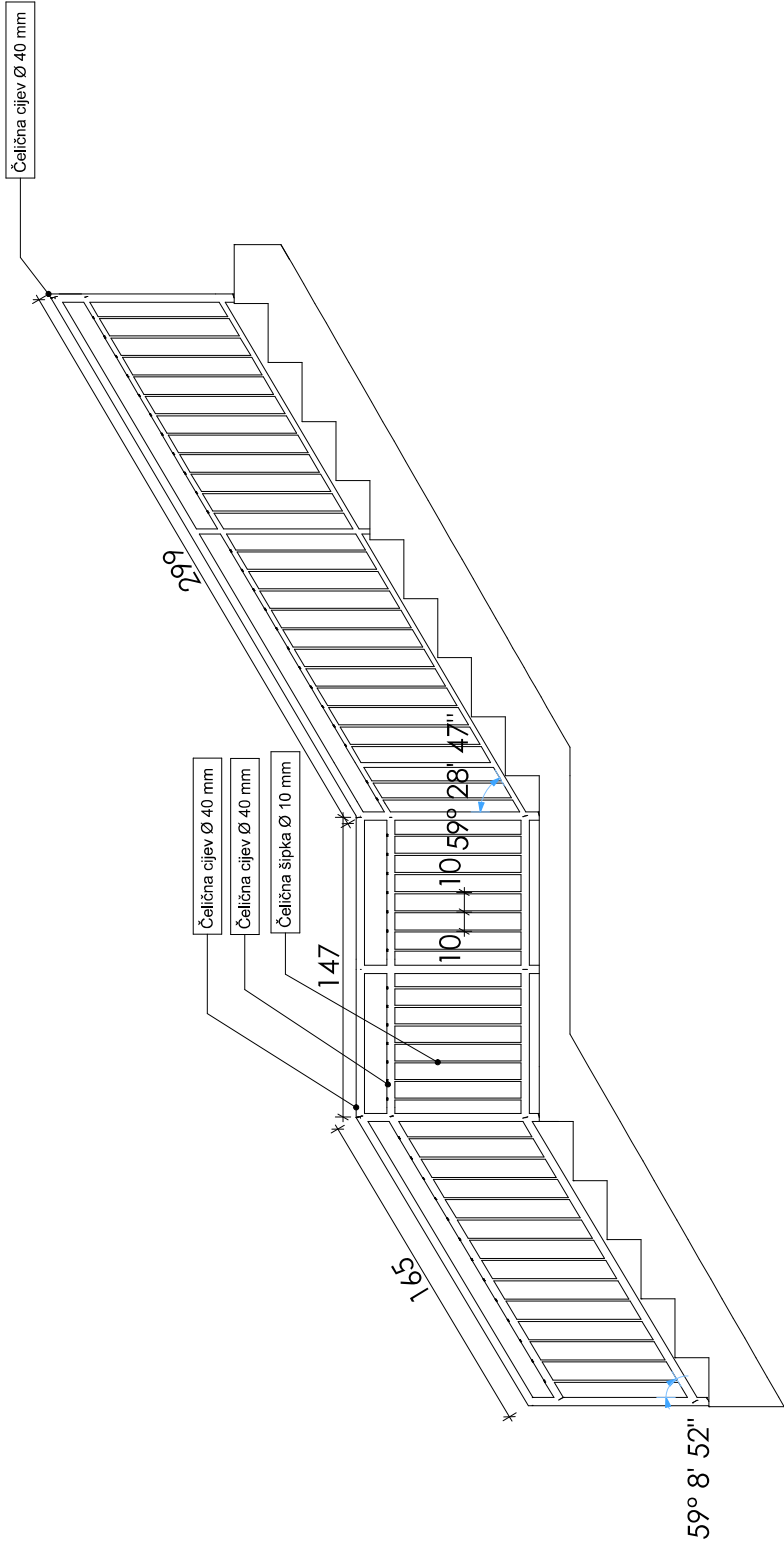 Čelična cijev Ø 40 mm
299
Čelična cijev Ø 40 mm
Čelična cijev Ø 40 mm
Čelična šipka Ø 10 mm
147
10
10
59° 28' 47"
165
59° 8' 52"